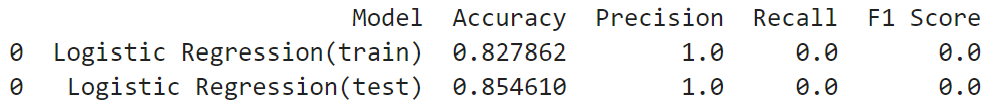 Model Accuracy Precision Recall F1 Score
0 Logistic Regression(train) 0.827862 1.0 0.0 0.0
0 Logistic Regression(test) 0.854610 1.0 0.0 0.0